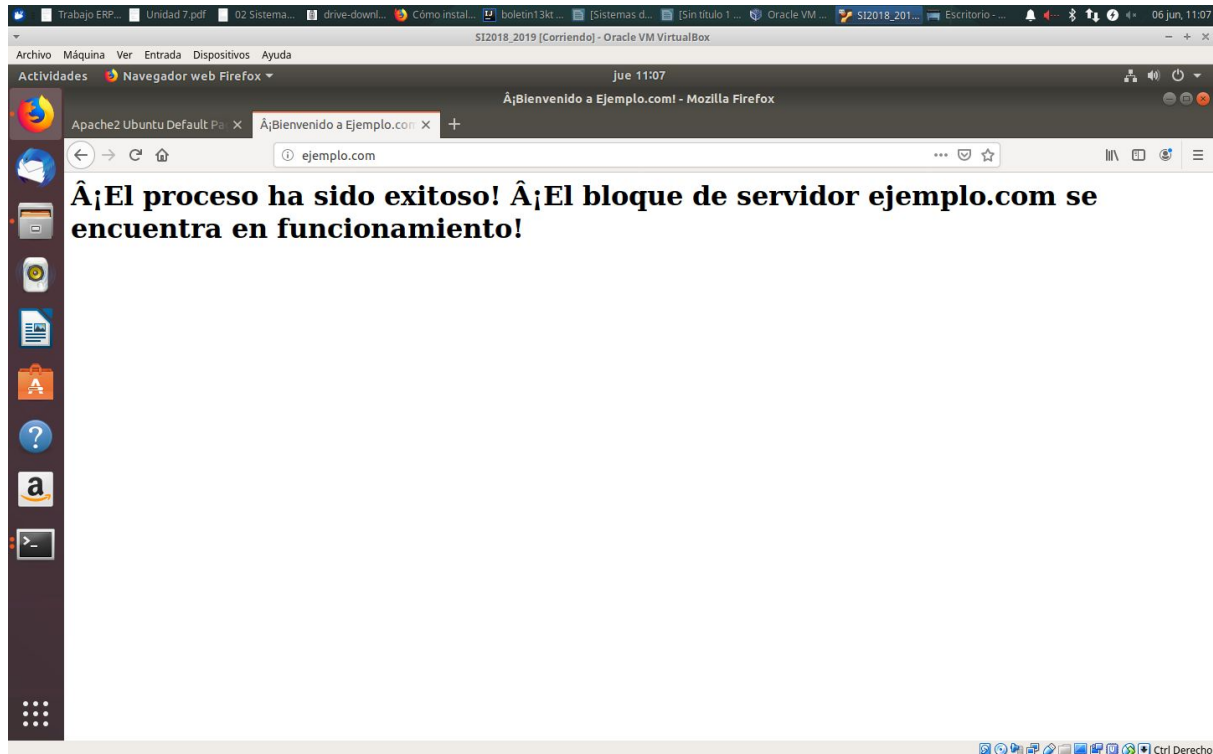 Trabajo ERP...
Unidad 7.pdf
02 Sistema...
drive-downl...
Cómo instal...
boletin13kt...
[Sistemas d...
[Sin título 1 ...
Oracle VM ...
SI2018_201...
Escritorio - ...
06 jun, 11:07
SI2018_2019 [Corriendo] - Oracle VM VirtualBox
Archivo Máquina Ver Entrada Dispositivos Ayuda
Actividades Navegador web Firefox jue 11:07
Â¡Bienvenido a Ejemplo.com! - Mozilla Firefox
Apache2 Ubuntu Default Pa
Â¡Bienvenido a Ejemplo.com
ejemplo.com
Â¡El proceso ha sido exitoso! Â¡El bloque de servidor ejemplo.com se
encuentra en funcionamiento!
Ctrl Derecho